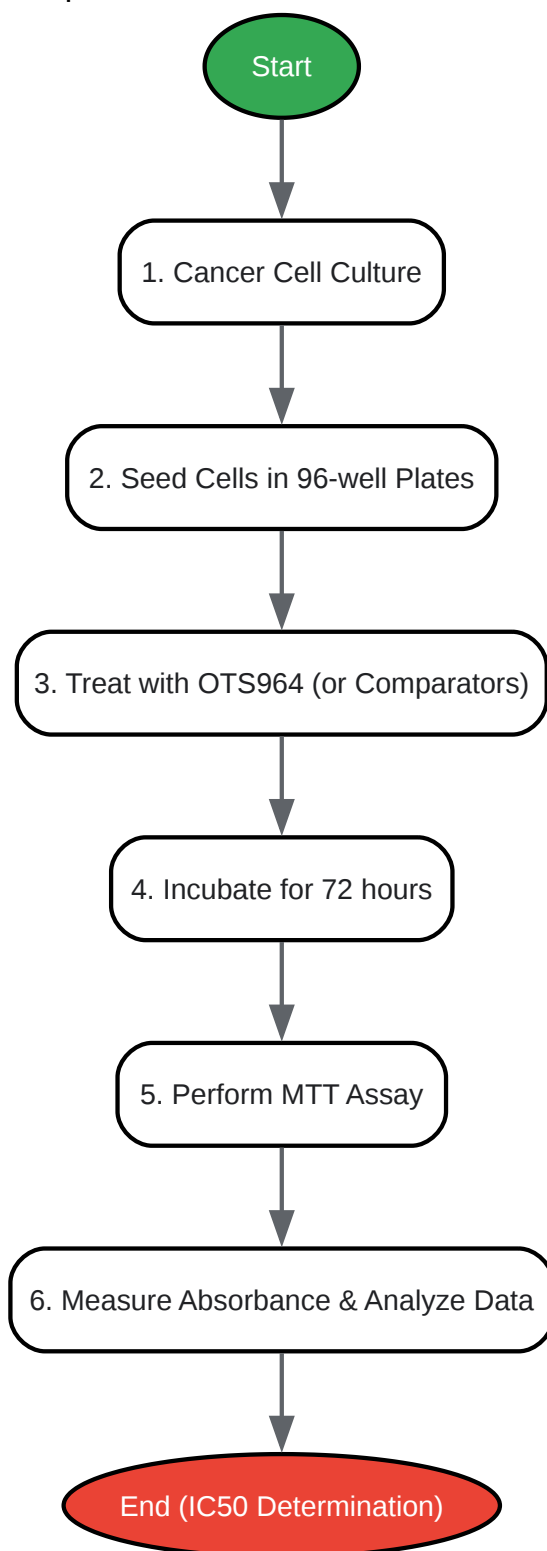 Start
1. Cancer Cell Culture
2. Seed Cells in 96-well Plates
3. Treat with OTS964 (or Comparators)
4. Incubate for 72 hours
5. Perform MTT Assay
6. Measure Absorbance & Analyze Data
End (IC50 Determination)